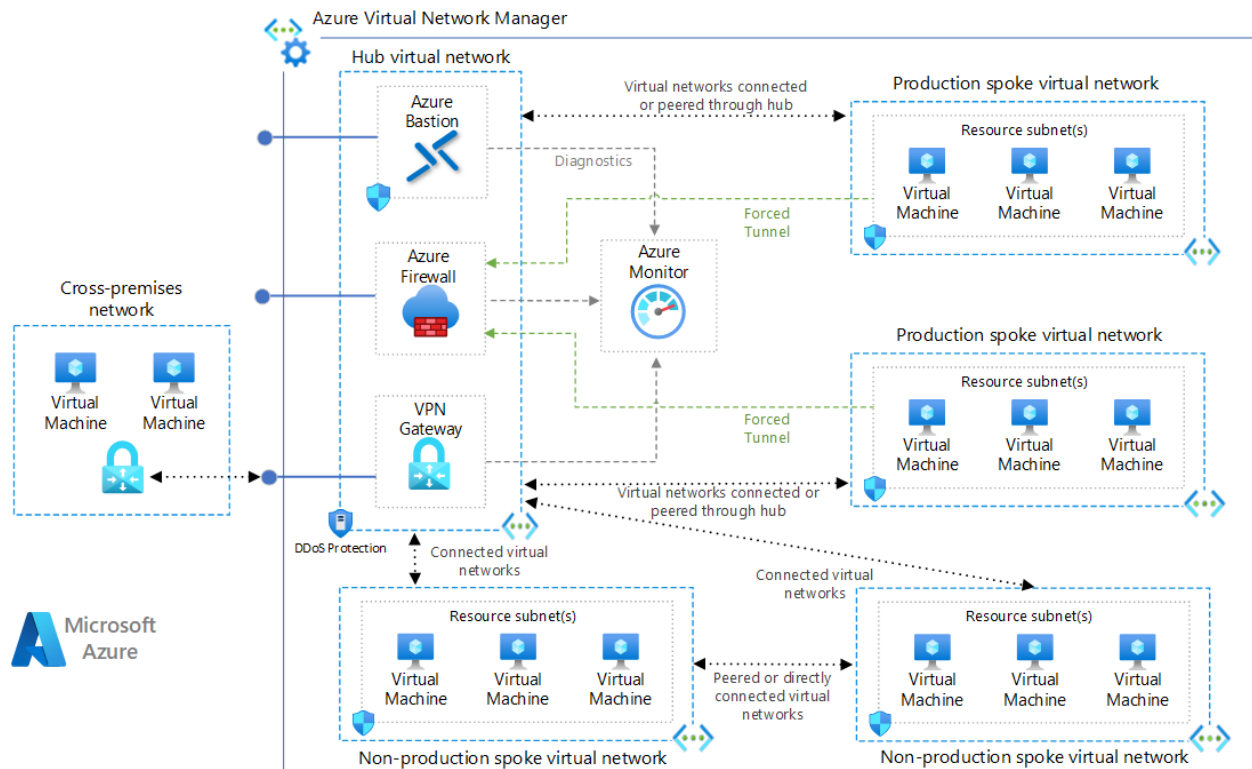 Azure Virtual Network Manager
Hub virtual network
Azure
Bastion
Virtual networks connected
or peered through hub
Production spoke virtual network
Resource subnet(s)
Virtual
Machine
Virtual
Machine
Virtual
Machine
Diagnostics
Forced
Tunnel
Azure
Firewall
Azure
Monitor
Cross-premises
network
Virtual
Machine
Virtual
Machine
Production spoke virtual network
Resource subnet(s)
Virtual
Machine
Virtual
Machine
Virtual
Machine
VPN
Gateway
Forced
Tunnel
Virtual networks connected or
peered through hub
DDoS Protection
Connected virtual
networks
Connected virtual
networks
Microsoft
Azure
Resource subnet(s)
Virtual
Machine
Virtual
Machine
Virtual
Machine
Non-production spoke virtual network
Peered or directly
connected virtual
networks
Resource subnet(s)
Virtual
Machine
Virtual
Machine
Virtual
Machine
Non-production spoke virtual network